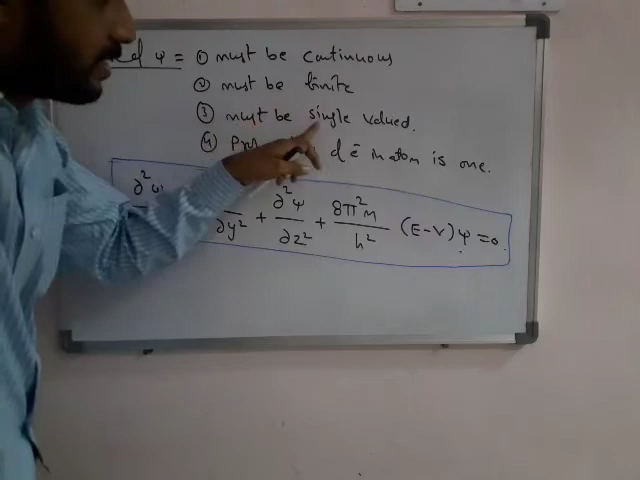 ψ = ① must be continuous
② must be finite
③ must be single valued.
④ ē in atom is one.
∂²ψ ∂y² + ∂²ψ/∂z² + 8π²m/h² (E-V)ψ = 0.